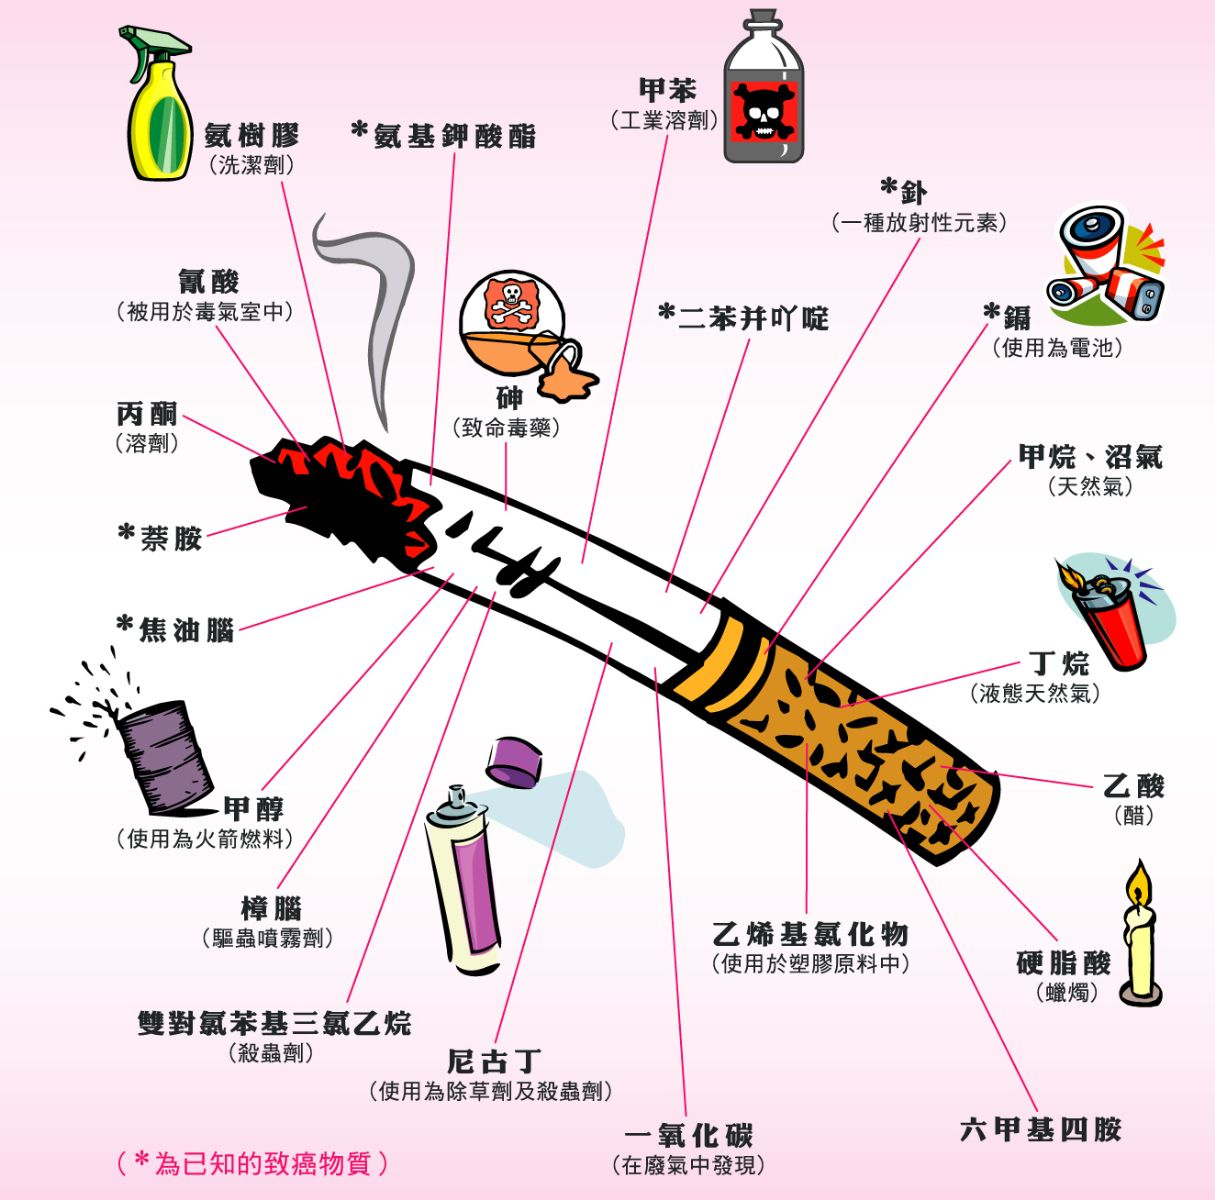 甲苯
(工業溶劑)
氨樹膠
(洗潔劑)
*氨基鉀酸酯
*釙
(一種放射性元素)
氰酸
(被用於毒氣室中)
*二苯并吖啶
*鎘
(使用為電池)
砷
(致命毒藥)
丙酮
(溶劑)
甲烷、沼氣
(天然氣)
*萘胺
*焦油腦
丁烷
(液態天然氣)
乙酸
(醋)
甲醇
(使用為火箭燃料)
樟腦
(驅蟲噴霧劑)
乙烯基氯化物
(使用於塑膠原料中)
硬脂酸
(蠟燭)
雙對氯苯基三氯乙烷
(殺蟲劑)
尼古丁
(使用為除草劑及殺蟲劑)
一氧化碳
(在廢氣中發現)
六甲基四胺
(*為已知的致癌物質)